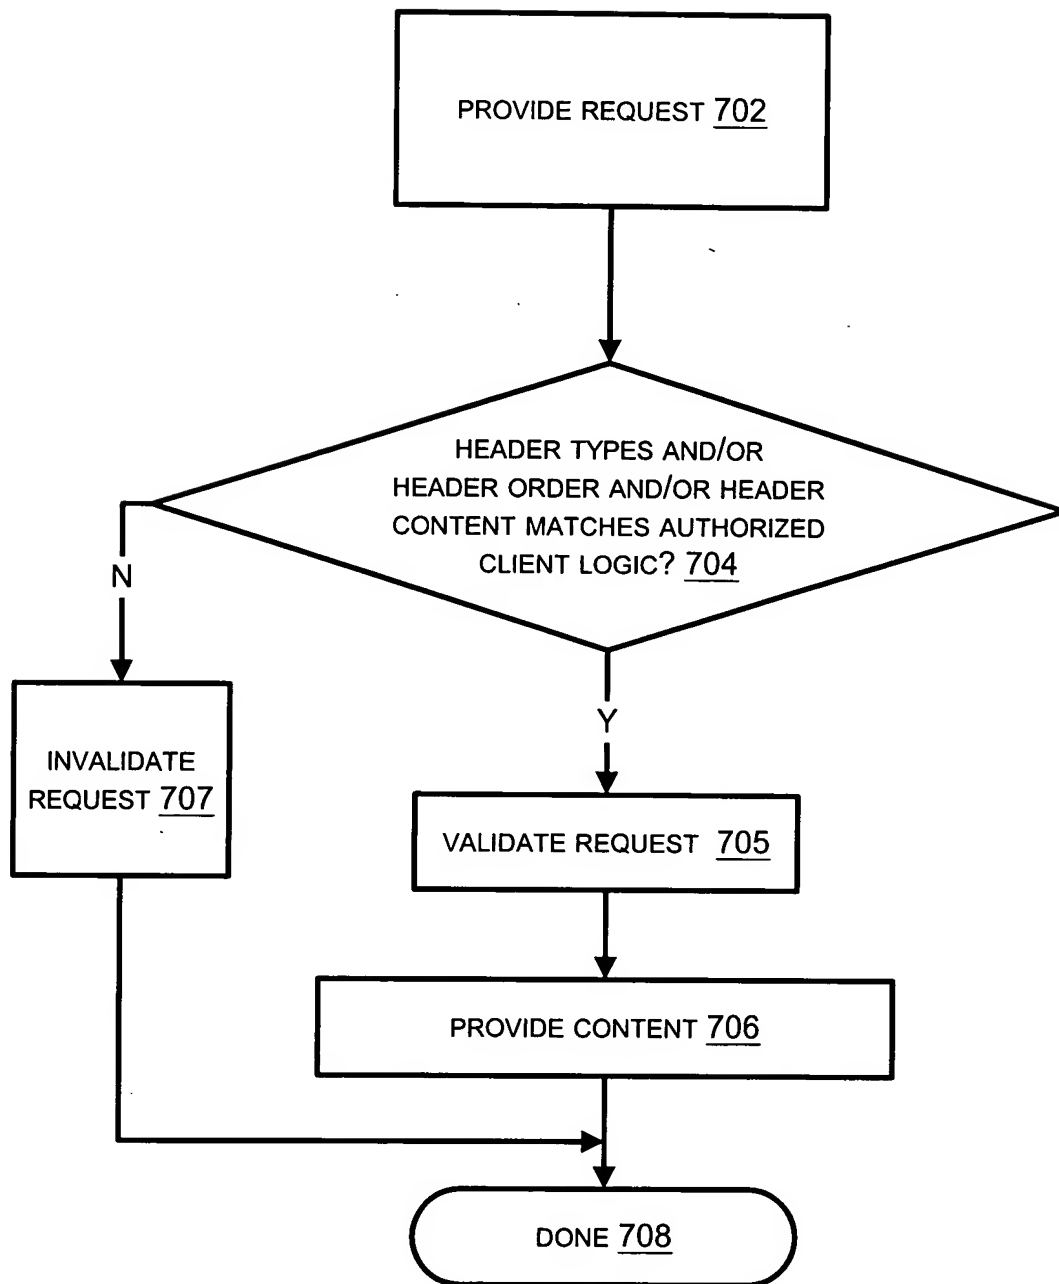 PROVIDE REQUEST 702
HEADER TYPES AND/OR
HEADER ORDER AND/OR HEADER
CONTENT MATCHES AUTHORIZED
CLIENT LOGIC? 704
N
Y
INVALIDATE
REQUEST 707
VALIDATE REQUEST 705
PROVIDE CONTENT 706
DONE 708